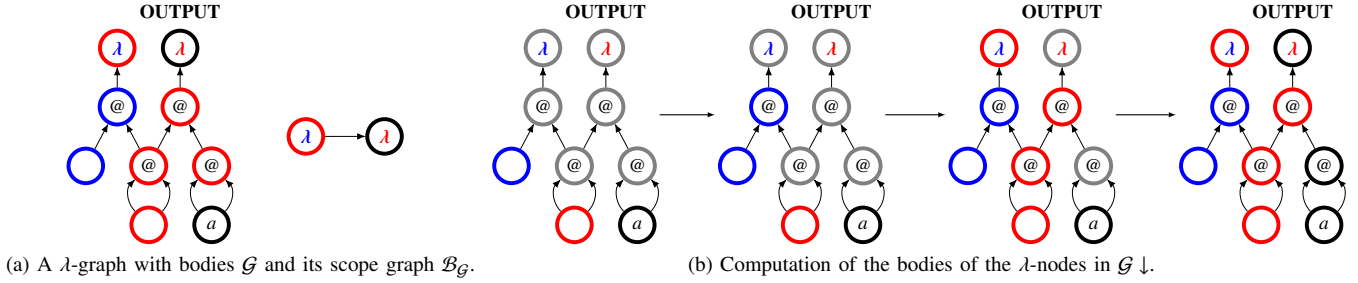 OUTPUT OUTPUT OUTPUT OUTPUT OUTPUT
λ λ λ λ λ λ λ λ λ λ
@ @ @ @ @ @ @ @ @ @
λ λ
@ @ @ @ @ @ @ @ @ @
a a a a a
(a) A λ-graph with bodies 𝒢 and its scope graph ℬ_𝒢.
(b) Computation of the bodies of the λ-nodes in 𝒢 ↓.